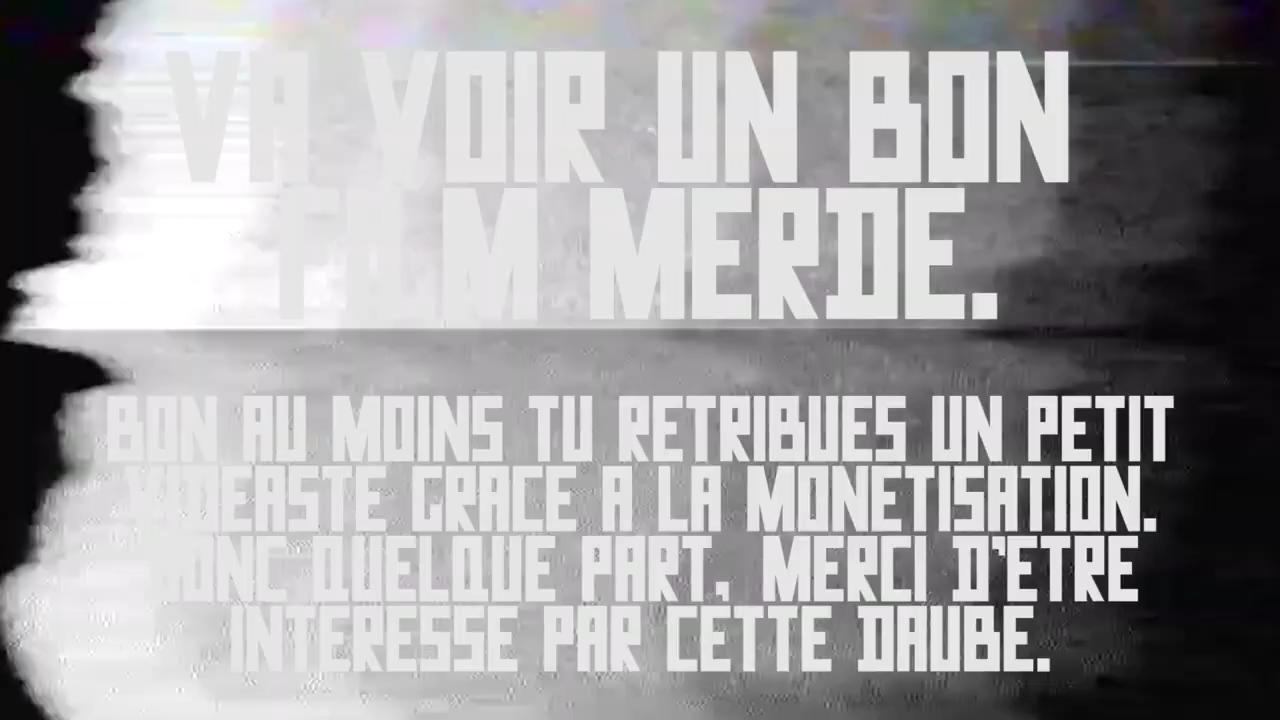 VA VOIR UN BON
FILM MERDE.
BON AU MOINS TU RETRIBUES UN PETIT
VIDEASTE GRACE A LA MONETISATION.
DONC QUELQUE PART, MERCI D'ETRE
INTERESSE PAR CETTE DAUBE.